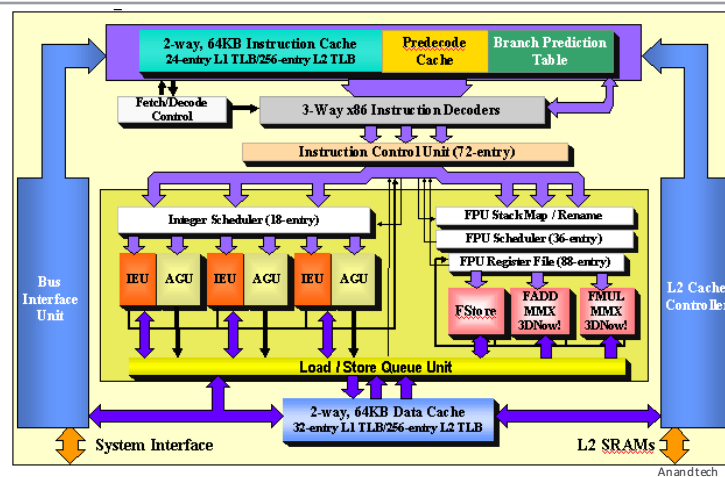 2-way, 64KB Instruction Cache
24-entry L1 TLB/256-entry L2 TLB
Predecode
Cache
Branch Prediction
Table
Fetch/Decode
Control
3-Way x86 Instruction Decoders
Instruction Control Unit (72-entry)
Integer Scheduler (18-entry)
FPU Stack Map / Rename
FPU Scheduler (36-entry)
FPU Register File (88-entry)
Bus
Interface
Unit
IEU
AGU
IEU
AGU
IEU
AGU
FStore
FADD
MMX
3DNow!
FMUL
MMX
3DNow!
L2 Cache
Controller
Load / Store Queue Unit
2-way, 64KB Data Cache
32-entry L1 TLB/256-entry L2 TLB
System Interface
L2 SRAMs
Anandtech